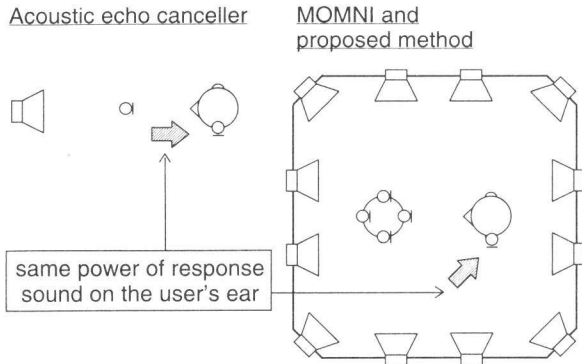 Acoustic echo canceller
MOMNI and
proposed method
same power of response
sound on the user's ear